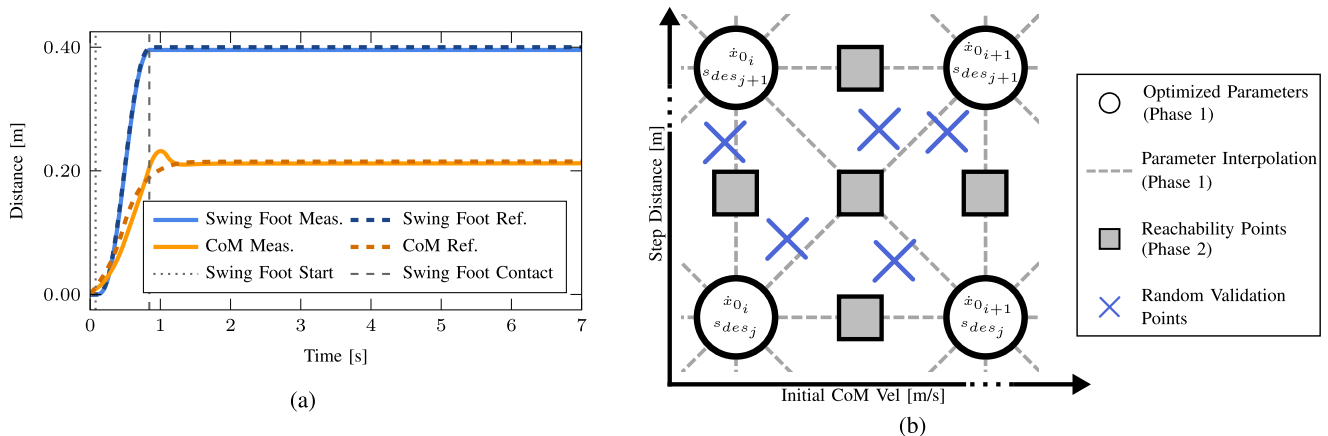 0.40
0.20
0.00
Distance [m]
Swing Foot Meas.
Swing Foot Ref.
CoM Meas.
CoM Ref.
Swing Foot Start
Swing Foot Contact
0 1 2 3 4 5 6 7
Time [s]
(a)
Step Distance [m]
ẋ0i
sdesj+1
ẋ0i+1
sdesj+1
ẋ0i
sdesj
ẋ0i+1
sdesj
Initial CoM Vel [m/s]
(b)
Optimized Parameters
(Phase 1)
Parameter Interpolation
(Phase 1)
Reachability Points
(Phase 2)
Random Validation
Points